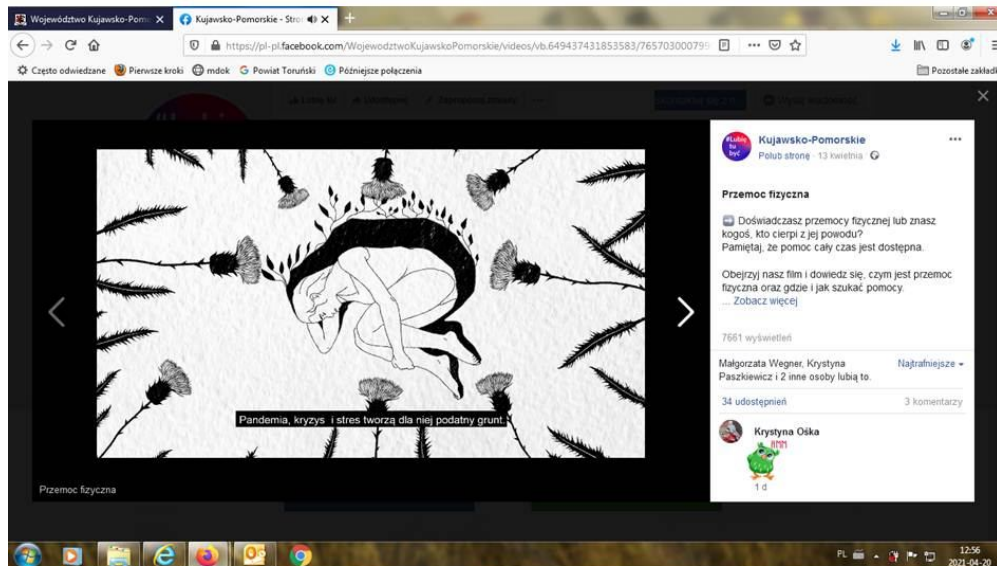 Województwo Kujawsko-Pomo
Kujawsko-Pomorskie - Stro
https://pl-pl.facebook.com/WojewodztwoKujawskoPomorskie/videos/vb.649437431853583/765703000799
Często odwiedzane
Pierwsze kroki
mdok
Powiat Toruński
Późniejsze połączenia
Pozostałe zakładki
Pandemia, kryzys i stres tworzą dla niej podatny grunt.
Przemoc fizyczna
#Lubię
tu
być
Kujawsko-Pomorskie
Polub stronę · 13 kwietnia
Przemoc fizyczna
Doświadczasz przemocy fizycznej lub znasz
kogoś, kto cierpi z jej powodu?
Pamiętaj, że pomoc cały czas jest dostępna.
Obejrzyj nasz film i dowiedz się, czym jest przemoc
fizyczna oraz gdzie i jak szukać pomocy.
... Zobacz więcej
7661 wyświetleń
Małgorzata Wegner, Krystyna
Paszkiewicz i 2 inne osoby lubią to.
Najtrafniejsze
34 udostępnień
3 komentarzy
Krystyna Ośka
HMM
1 d
PL
12:56
2021-04-20